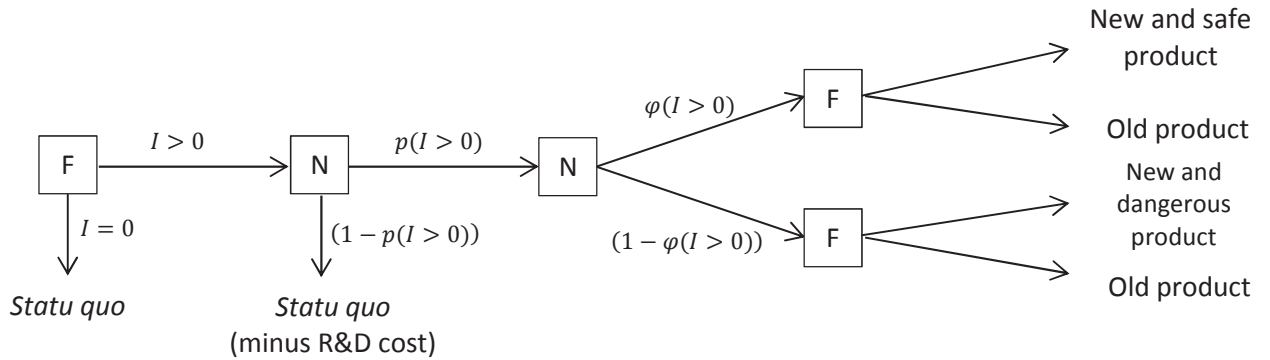 New and safe
product
φ(I > 0)
F
I > 0
p(I > 0)
Old product
F
N
N
New and
dangerous
product
I = 0
(1 − p(I > 0))
(1 − φ(I > 0))
F
Old product
Statu quo
Statu quo
(minus R&D cost)